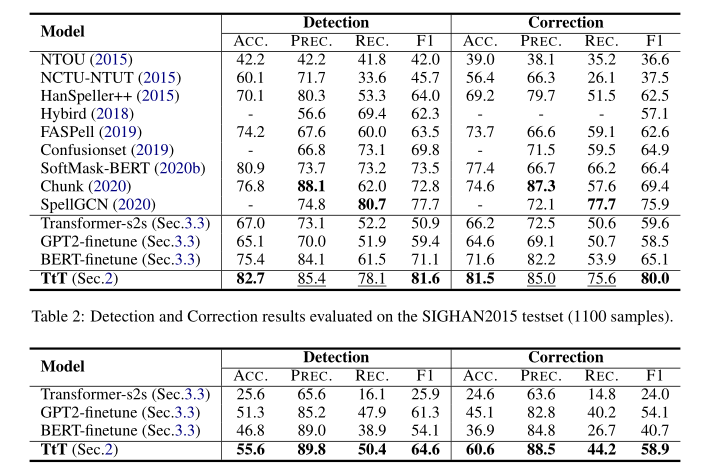 Model Detection Correction
ACC. PREC. REC. F1 ACC. PREC. REC. F1
NTOU (2015) 42.2 42.2 41.8 42.0 39.0 38.1 35.2 36.6
NCTU-NTUT (2015) 60.1 71.7 33.6 45.7 56.4 66.3 26.1 37.5
HanSpeller++ (2015) 70.1 80.3 53.3 64.0 69.2 79.7 51.5 62.5
Hybird (2018) - 56.6 69.4 62.3 - - - 57.1
FASPell (2019) 74.2 67.6 60.0 63.5 73.7 66.6 59.1 62.6
Confusionset (2019) - 66.8 73.1 69.8 - 71.5 59.5 64.9
SoftMask-BERT (2020b) 80.9 73.7 73.2 73.5 77.4 66.7 66.2 66.4
Chunk (2020) 76.8 88.1 62.0 72.8 74.6 87.3 57.6 69.4
SpellGCN (2020) - 74.8 80.7 77.7 - 72.1 77.7 75.9
Transformer-s2s (Sec.3.3) 67.0 73.1 52.2 50.9 66.2 72.5 50.6 59.6
GPT2-finetune (Sec.3.3) 65.1 70.0 51.9 59.4 64.6 69.1 50.7 58.5
BERT-finetune (Sec.3.3) 75.4 84.1 61.5 71.1 71.6 82.2 53.9 65.1
TtT (Sec.2) 82.7 85.4 78.1 81.6 81.5 85.0 75.6 80.0
Table 2: Detection and Correction results evaluated on the SIGHAN2015 testset (1100 samples).
Model Detection Correction
ACC. PREC. REC. F1 ACC. PREC. REC. F1
Transformer-s2s (Sec.3.3) 25.6 65.6 16.1 25.9 24.6 63.6 14.8 24.0
GPT2-finetune (Sec.3.3) 51.3 85.2 47.9 61.3 45.1 82.8 40.2 54.1
BERT-finetune (Sec.3.3) 46.8 89.0 38.9 54.1 36.9 84.8 26.7 40.7
TtT (Sec.2) 55.6 89.8 50.4 64.6 60.6 88.5 44.2 58.9